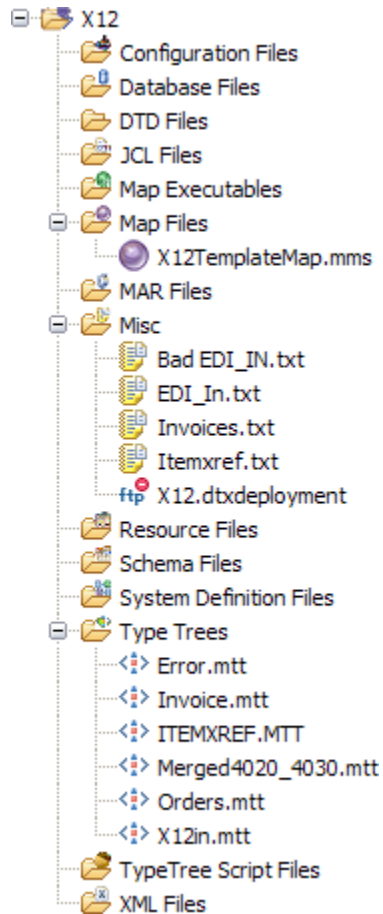 X12
Configuration Files
Database Files
DTD Files
JCL Files
Map Executables
Map Files
X12TemplateMap.mms
MAR Files
Misc
Bad EDI_IN.txt
EDI_In.txt
Invoices.txt
Itemxref.txt
ftp X12.dtxdeployment
Resource Files
Schema Files
System Definition Files
Type Trees
Error.mtt
Invoice.mtt
ITEMXREF.MTT
Merged4020_4030.mtt
Orders.mtt
X12in.mtt
TypeTree Script Files
XML Files